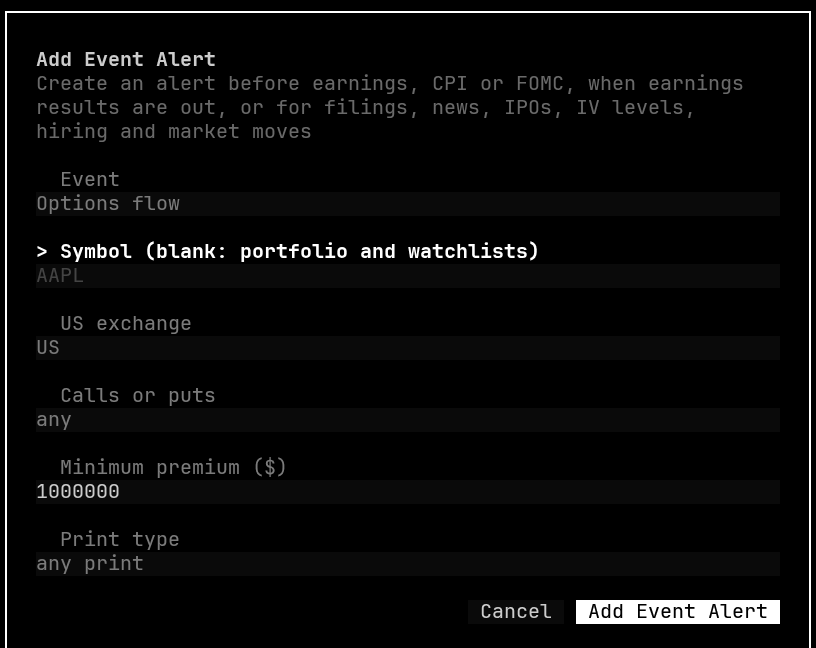 Add Event Alert
Create an alert before earnings, CPI or FOMC, when earnings
results are out, or for filings, news, IPOs, IV levels,
hiring and market moves
Event
Options flow
> Symbol (blank: portfolio and watchlists)
AAPL
US exchange
US
Calls or puts
any
Minimum premium ($)
1000000
Print type
any print
Cancel Add Event Alert